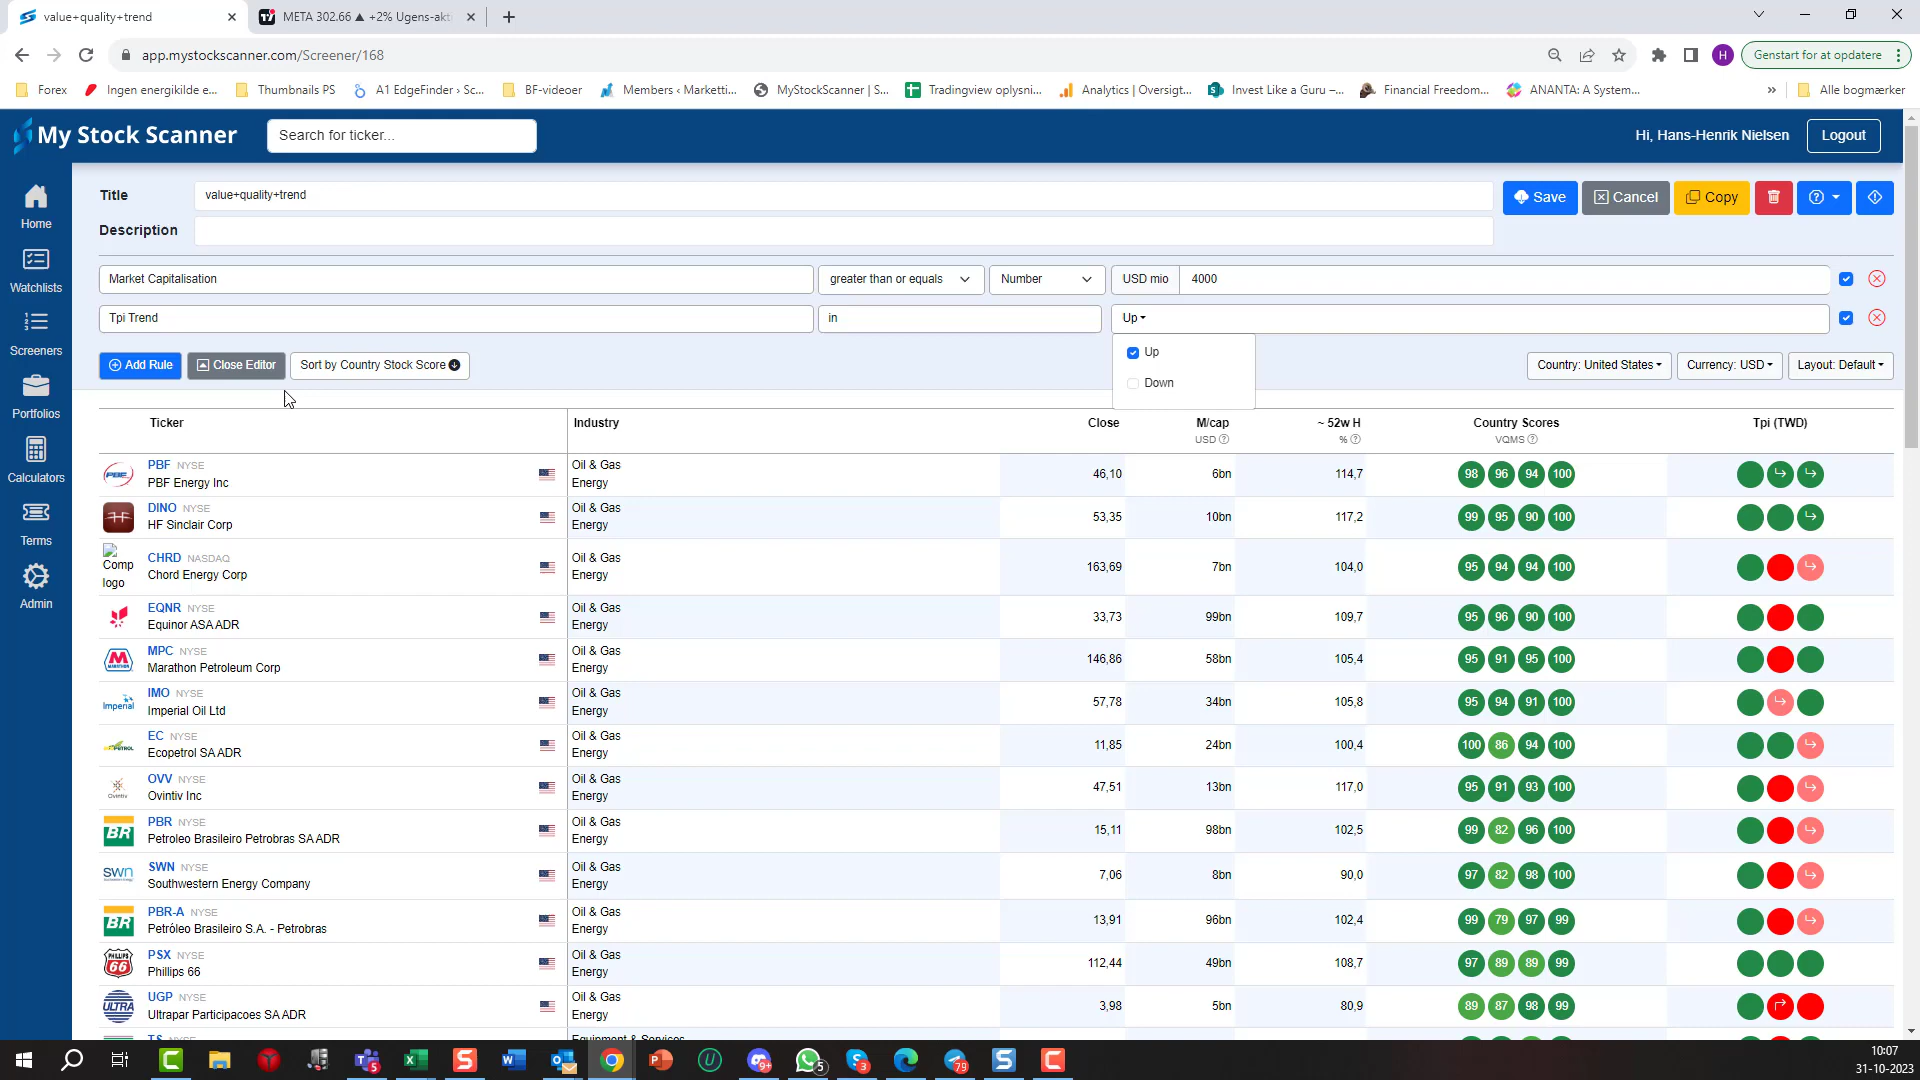 value+quality+trend
META 302.66 ▲ +2% Ugens-akt
app.mystockscanner.com/Screener/168
H
Genstart for at opdatere
Forex
Ingen energikilde e...
Thumbnails PS
A1 EdgeFinder › Sc...
BF-videoer
Members ‹ Marketti...
MyStockScanner | S...
Tradingview oplysni...
Analytics | Oversigt...
Invest Like a Guru –...
Financial Freedom...
ANANTA: A System...
»
Alle bogmærker
My Stock Scanner
Search for ticker...
Hi, Hans-Henrik Nielsen
Logout
Home
Watchlists
Screeners
Portfolios
Calculators
Terms
Admin
Title
value+quality+trend
Save
Cancel
Copy
Description
Market Capitalisation
greater than or equals
Number
USD mio
4000
Tpi Trend
in
Up
Up
Down
Add Rule
Close Editor
Sort by Country Stock Score
Country: United States
Currency: USD
Layout: Default
Ticker Industry Close M/cap ~ 52w H Country Scores Tpi (TWD)
USD % VQMS
PBF NYSE Oil & Gas
PBF Energy Inc Energy 46,10 6bn 114,7 98 96 94 100
DINO NYSE Oil & Gas
HF Sinclair Corp Energy 53,35 10bn 117,2 99 95 90 100
Comp logo
CHRD NASDAQ Oil & Gas
Chord Energy Corp Energy 163,69 7bn 104,0 95 94 94 100
EQNR NYSE Oil & Gas
Equinor ASA ADR Energy 33,73 99bn 109,7 95 96 90 100
MPC NYSE Oil & Gas
Marathon Petroleum Corp Energy 146,86 58bn 105,4 95 91 95 100
Imperial
IMO NYSE Oil & Gas
Imperial Oil Ltd Energy 57,78 34bn 105,8 95 94 91 100
EC NYSE Oil & Gas
Ecopetrol SA ADR Energy 11,85 24bn 100,4 100 86 94 100
Ovintiv
OVV NYSE Oil & Gas
Ovintiv Inc Energy 47,51 13bn 117,0 95 91 93 100
BR
PBR NYSE Oil & Gas
Petroleo Brasileiro Petrobras SA ADR Energy 15,11 98bn 102,5 99 82 96 100
swn
SWN NYSE Oil & Gas
Southwestern Energy Company Energy 7,06 8bn 90,0 97 82 98 100
BR
PBR-A NYSE Oil & Gas
Petróleo Brasileiro S.A. - Petrobras Energy 13,91 96bn 102,4 99 79 97 99
PHILLIPS 66
PSX NYSE Oil & Gas
Phillips 66 Energy 112,44 49bn 108,7 97 89 89 99
ULTRA
UGP NYSE Oil & Gas
Ultrapar Participacoes SA ADR Energy 3,98 5bn 80,9 89 87 98 99
TS NYSE Equipment & Services
10:07
31-10-2023